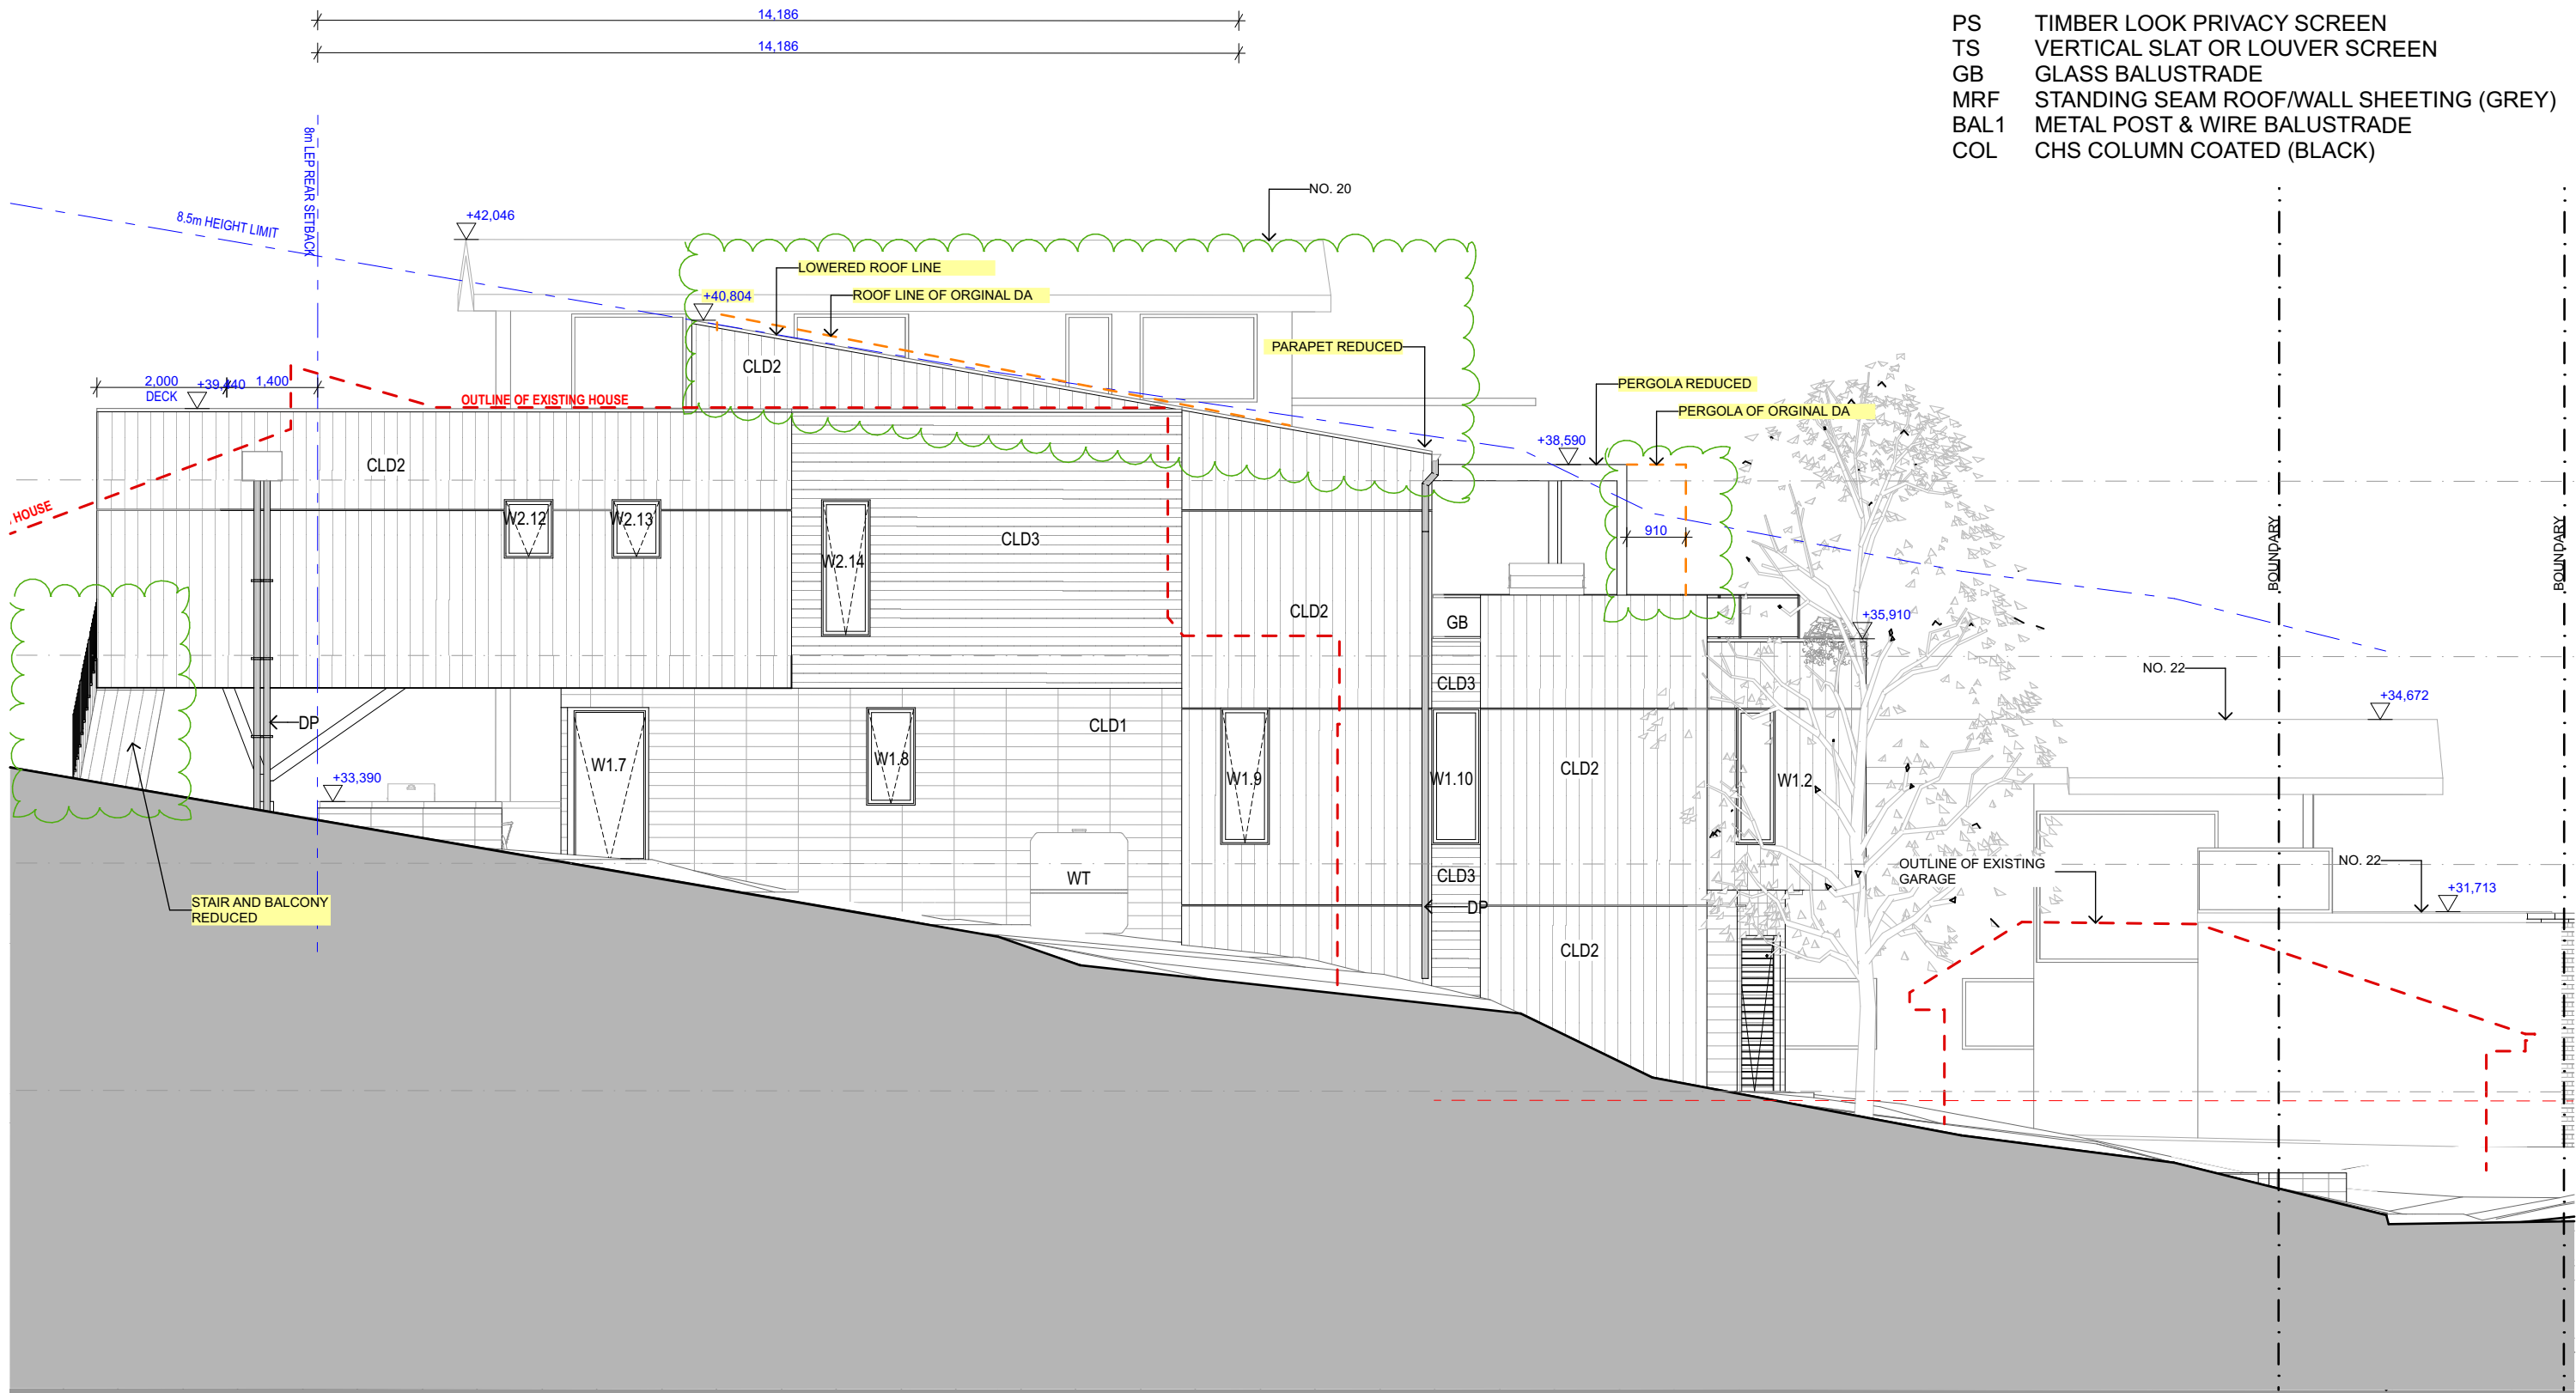 14,186
14,186
PS TIMBER LOOK PRIVACY SCREEN
TS VERTICAL SLAT OR LOUVER SCREEN
GB GLASS BALUSTRADE
MRF STANDING SEAM ROOF/WALL SHEETING (GREY)
BAL1 METAL POST & WIRE BALUSTRADE
COL CHS COLUMN COATED (BLACK)
8m LEP REAR SETBACK
8.5m HEIGHT LIMIT
+42,046
NO. 20
LOWERED ROOF LINE
+40,804
ROOF LINE OF ORGINAL DA
PARAPET REDUCED
CLD2
2,000
DECK
+39,440
1,400
OUTLINE OF EXISTING HOUSE
PERGOLA REDUCED
PERGOLA OF ORGINAL DA
+38,590
CLD2
HOUSE
W2.12
W2.13
W2.14
CLD3
910
BOUNDARY
BOUNDARY
CLD2
GB
+35,910
CLD3
NO. 22
+34,672
DP
CLD1
W1.7
W1.8
W1.9
W1.10
CLD2
W1.2
+33,390
WT
CLD3
OUTLINE OF EXISTING
GARAGE
NO. 22
+31,713
STAIR AND BALCONY
REDUCED
DP
CLD2